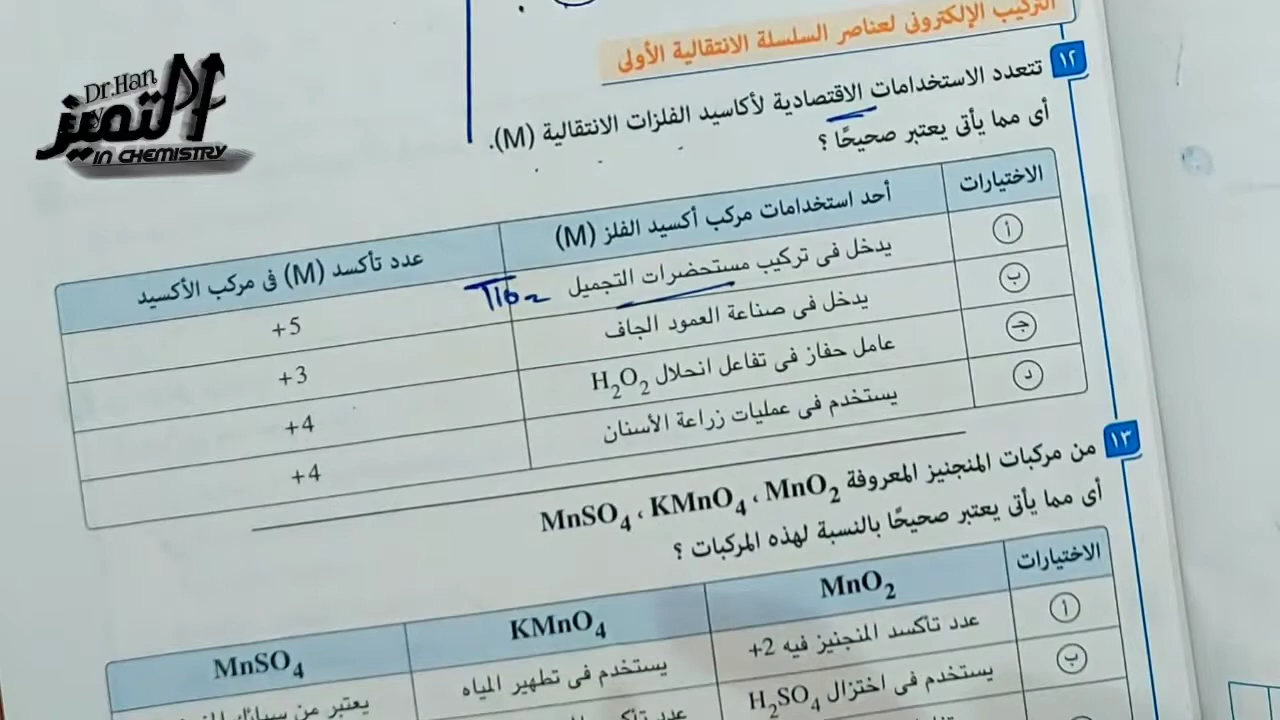 Dr.Han
y
التميز
IN CHEMISTRY
التركيب الإلكترونى لعناصر السلسلة الانتقالية الأولى
١٢ تتعدد الاستخدامات الاقتصادية لأكاسيد الفلزات الانتقالية (M).
أى مما يأتى يعتبر صحيحًا ؟
الاختيارات أحد استخدامات مركب أكسيد الفلز (M) عدد تأكسد (M) فى مركب الأكسيد
أ يدخل فى تركيب مستحضرات التجميل TiO2 +5
ب يدخل فى صناعة العمود الجاف +3
جـ عامل حفاز فى تفاعل انحلال H2O2 +4
د يستخدم فى عمليات زراعة الأسنان +4
١٣ من مركبات المنجنيز المعروفة MnO2 ، KMnO4 ، MnSO4
أى مما يأتى يعتبر صحيحًا بالنسبة لهذه المركبات ؟
الاختيارات MnO2 KMnO4 MnSO4
أ عدد تأكسد المنجنيز فيه +2 يستخدم فى تطهير المياه يعتبر من
ب يستخدم فى اختزال H2SO4 عدد